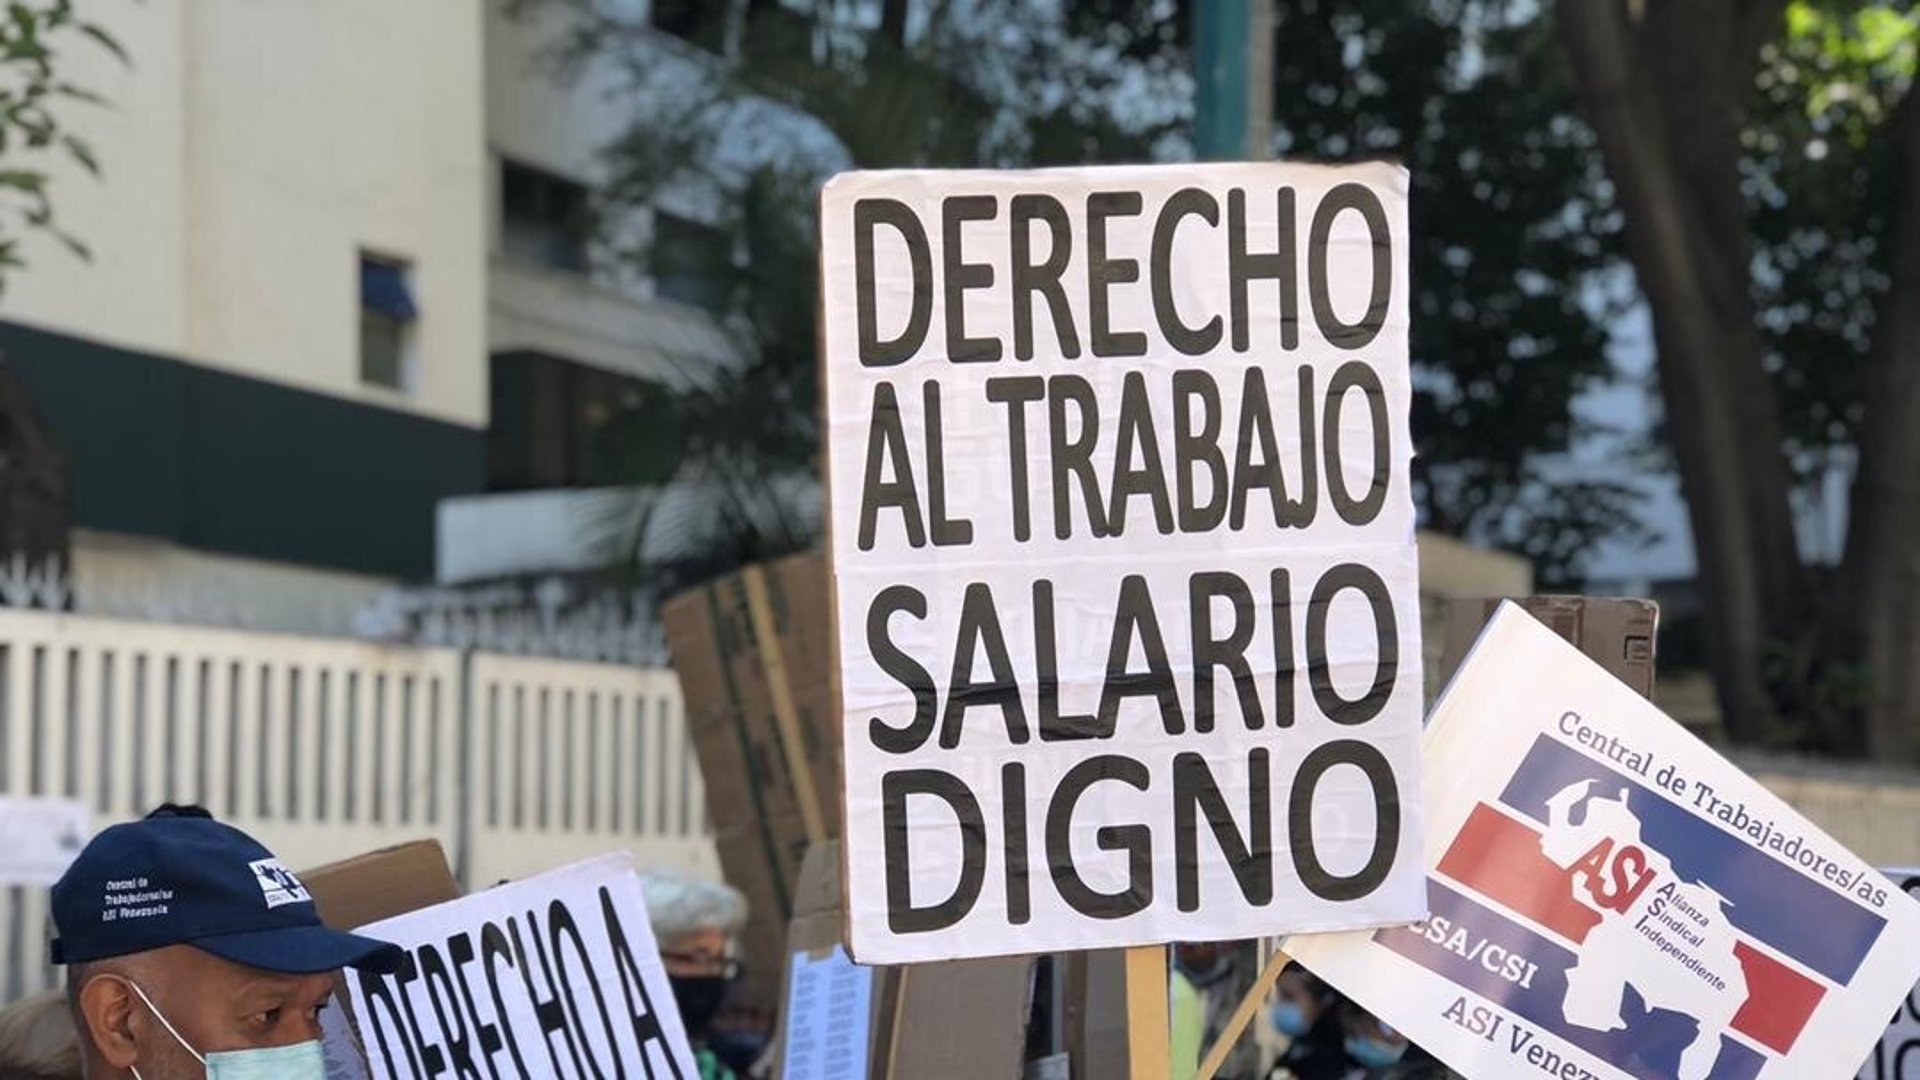 DERECHO
AL TRABAJO
SALARIO
DIGNO
Central de Trabajadores/as
ASI
Alianza
Sindical
Independiente
CSA/CSI
ASI Venez
Central de
Trabajadores/as
ASI Venezuela
DERECHO A